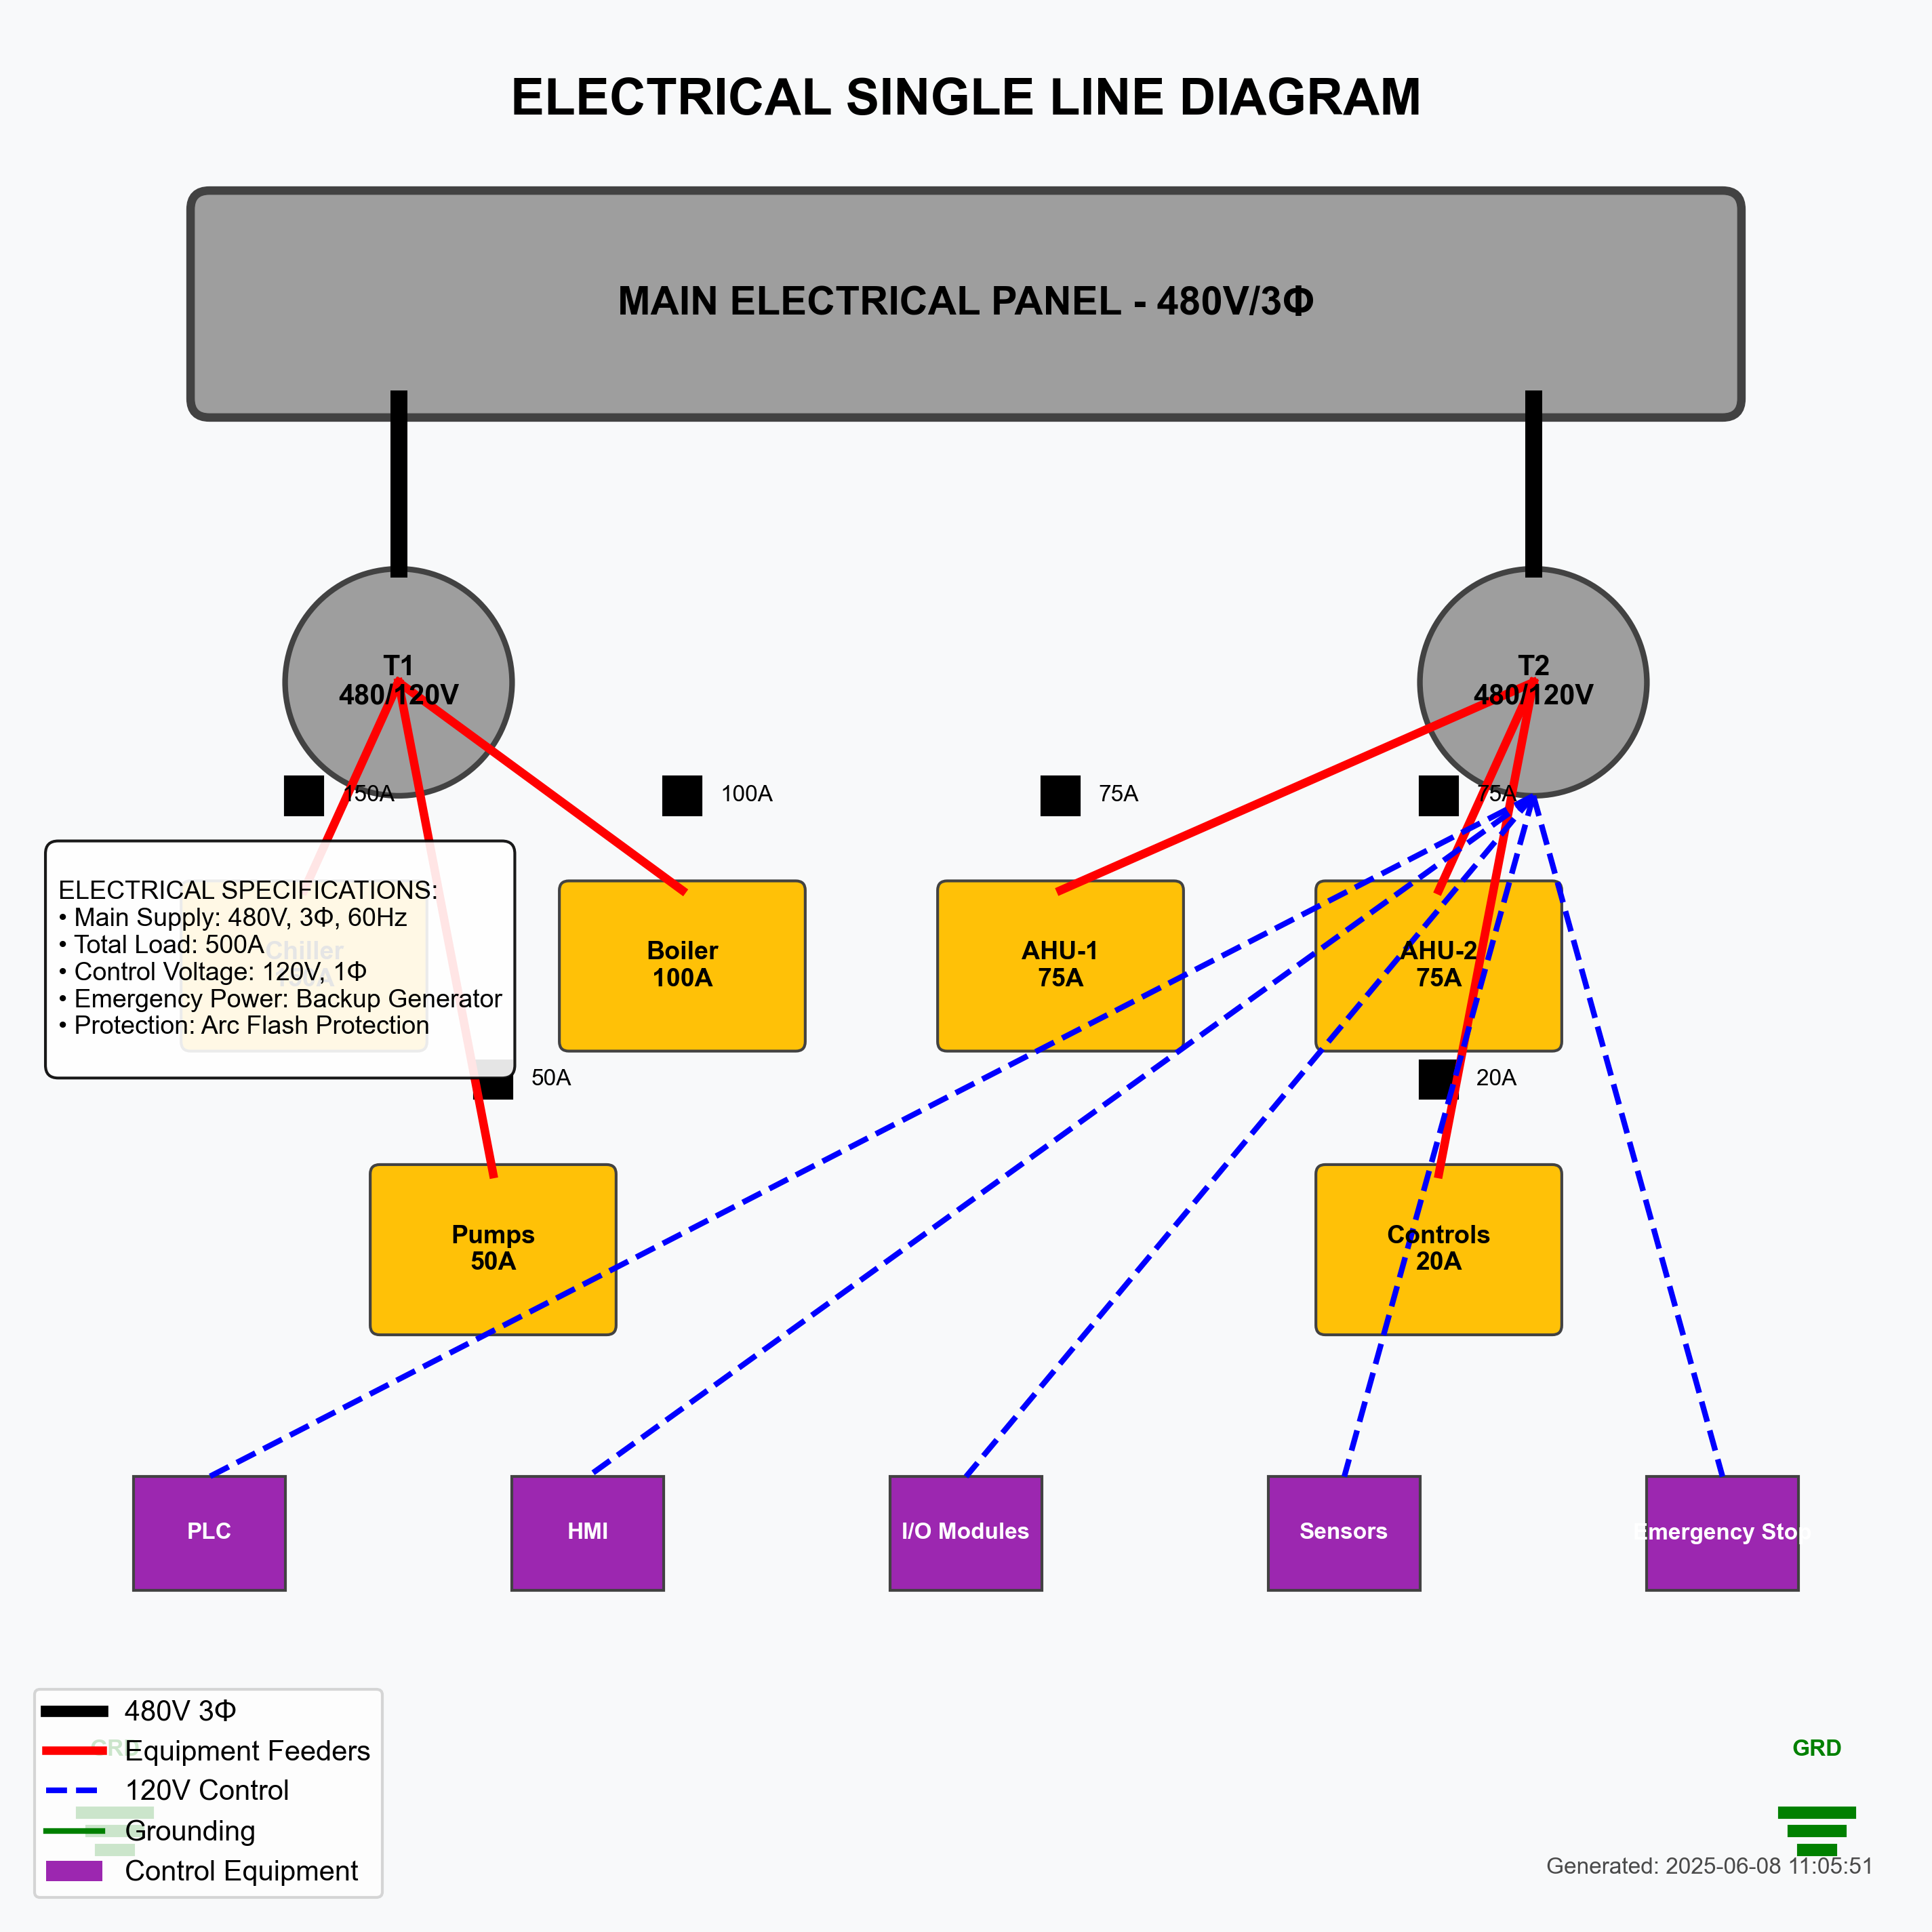 ELECTRICAL SINGLE LINE DIAGRAM
MAIN ELECTRICAL PANEL - 480V/3Φ
T1
480/120V
T2
480/120V
150A
100A
75A
75A
ELECTRICAL SPECIFICATIONS:
• Main Supply: 480V, 3Φ, 60Hz
• Total Load: 500A
• Control Voltage: 120V, 1Φ
• Emergency Power: Backup Generator
• Protection: Arc Flash Protection
Chiller
150A
Boiler
100A
AHU-1
75A
AHU-2
75A
50A
20A
Pumps
50A
Controls
20A
PLC
HMI
I/O Modules
Sensors
Emergency Stop
480V 3Φ
Equipment Feeders
120V Control
Grounding
Control Equipment
GRD
GRD
Generated: 2025-06-08 11:05:51